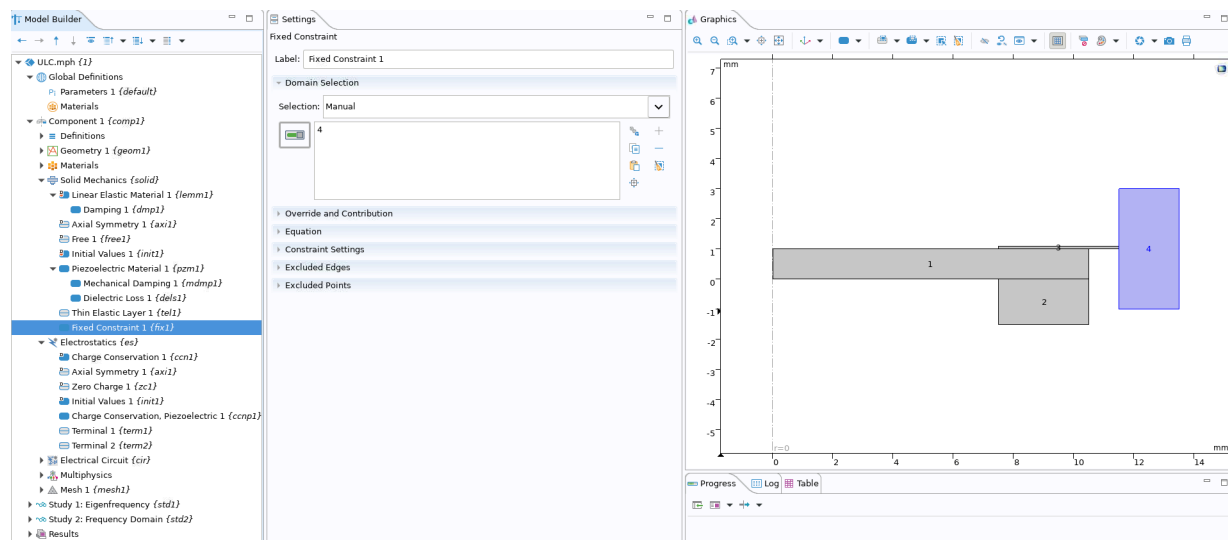 Model Builder
ULC.mph {1}
Global Definitions
Pi Parameters 1 {default}
Materials
Component 1 {comp1}
Definitions
Geometry 1 {geom1}
Materials
Solid Mechanics {solid}
Linear Elastic Material 1 {lemm1}
Damping 1 {dmp1}
Axial Symmetry 1 {axi1}
Free 1 {free1}
Initial Values 1 {init1}
Piezoelectric Material 1 {pzm1}
Mechanical Damping 1 {mdmp1}
Dielectric Loss 1 {dels1}
Thin Elastic Layer 1 {tel1}
Fixed Constraint 1 {fix1}
Electrostatics {es}
Charge Conservation 1 {ccn1}
Axial Symmetry 1 {axi1}
Zero Charge 1 {zc1}
Initial Values 1 {init1}
Charge Conservation, Piezoelectric 1 {ccnp1}
Terminal 1 {term1}
Terminal 2 {term2}
Electrical Circuit {cir}
Multiphysics
Mesh 1 {mesh1}
Study 1: Eigenfrequency {std1}
Study 2: Frequency Domain {std2}
Results
Settings
Fixed Constraint
Label: Fixed Constraint 1
Domain Selection
Selection: Manual
4
Override and Contribution
Equation
Constraint Settings
Excluded Edges
Excluded Points
Graphics
mm
7
6
5
4
3
2
1
0
-1
-2
-3
-4
-5
1
2
3
4
r=0
0 2 4 6 8 10 12 14
mm
Progress Log Table